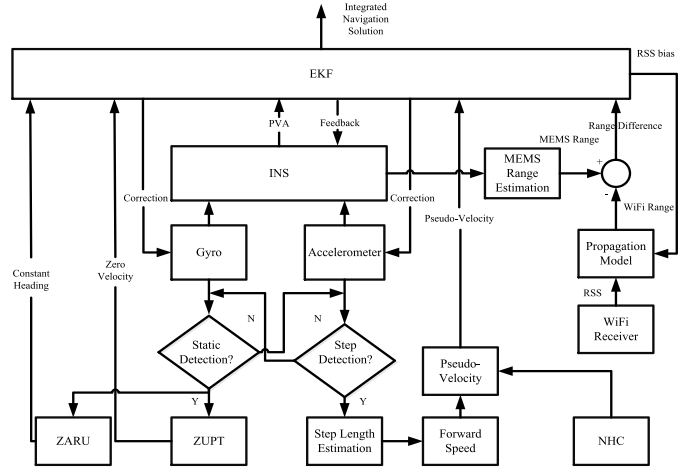 Integrated
Navigation
Solution
RSS bias
EKF
PVA
Feedback
Range Difference
MEMS Range
INS
MEMS
Range
Estimation
+
-
Correction
Correction
WiFi Range
Pseudo-Velocity
Gyro
Accelerometer
Propagation
Model
Constant
Heading
Zero
Velocity
RSS
N
N
WiFi
Receiver
Static
Detection?
Step
Detection?
Pseudo-
Velocity
Y
Y
ZARU
ZUPT
Step Length
Estimation
Forward
Speed
NHC